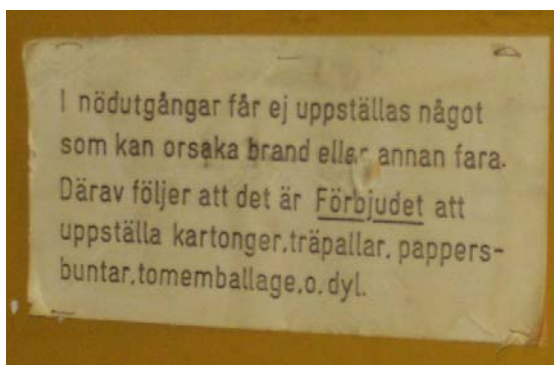 I nödutgångar får ej uppställas något
som kan orsaka brand eller annan fara.
Därav följer att det är Förbjudet att
uppställa kartonger,träpallar, pappers-
buntar,tomemballage,o.dyl.